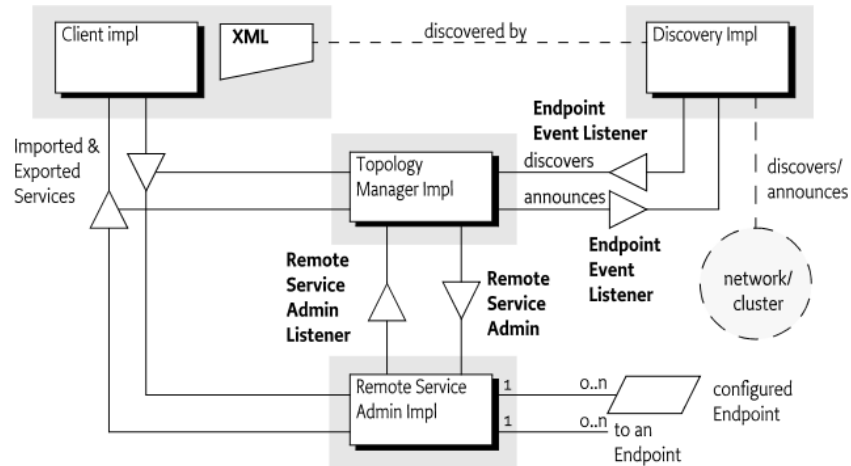 Client impl
XML
discovered by
Discovery Impl
Endpoint
Event Listener
Imported &
Exported
Services
Topology
Manager Impl
discovers
announces
discovers/
announces
Endpoint
Event
Listener
network/
cluster
Remote
Service
Admin
Listener
Remote
Service
Admin
Remote Service
Admin Impl
1
0..n
configured
Endpoint
1
0..n
to an
Endpoint